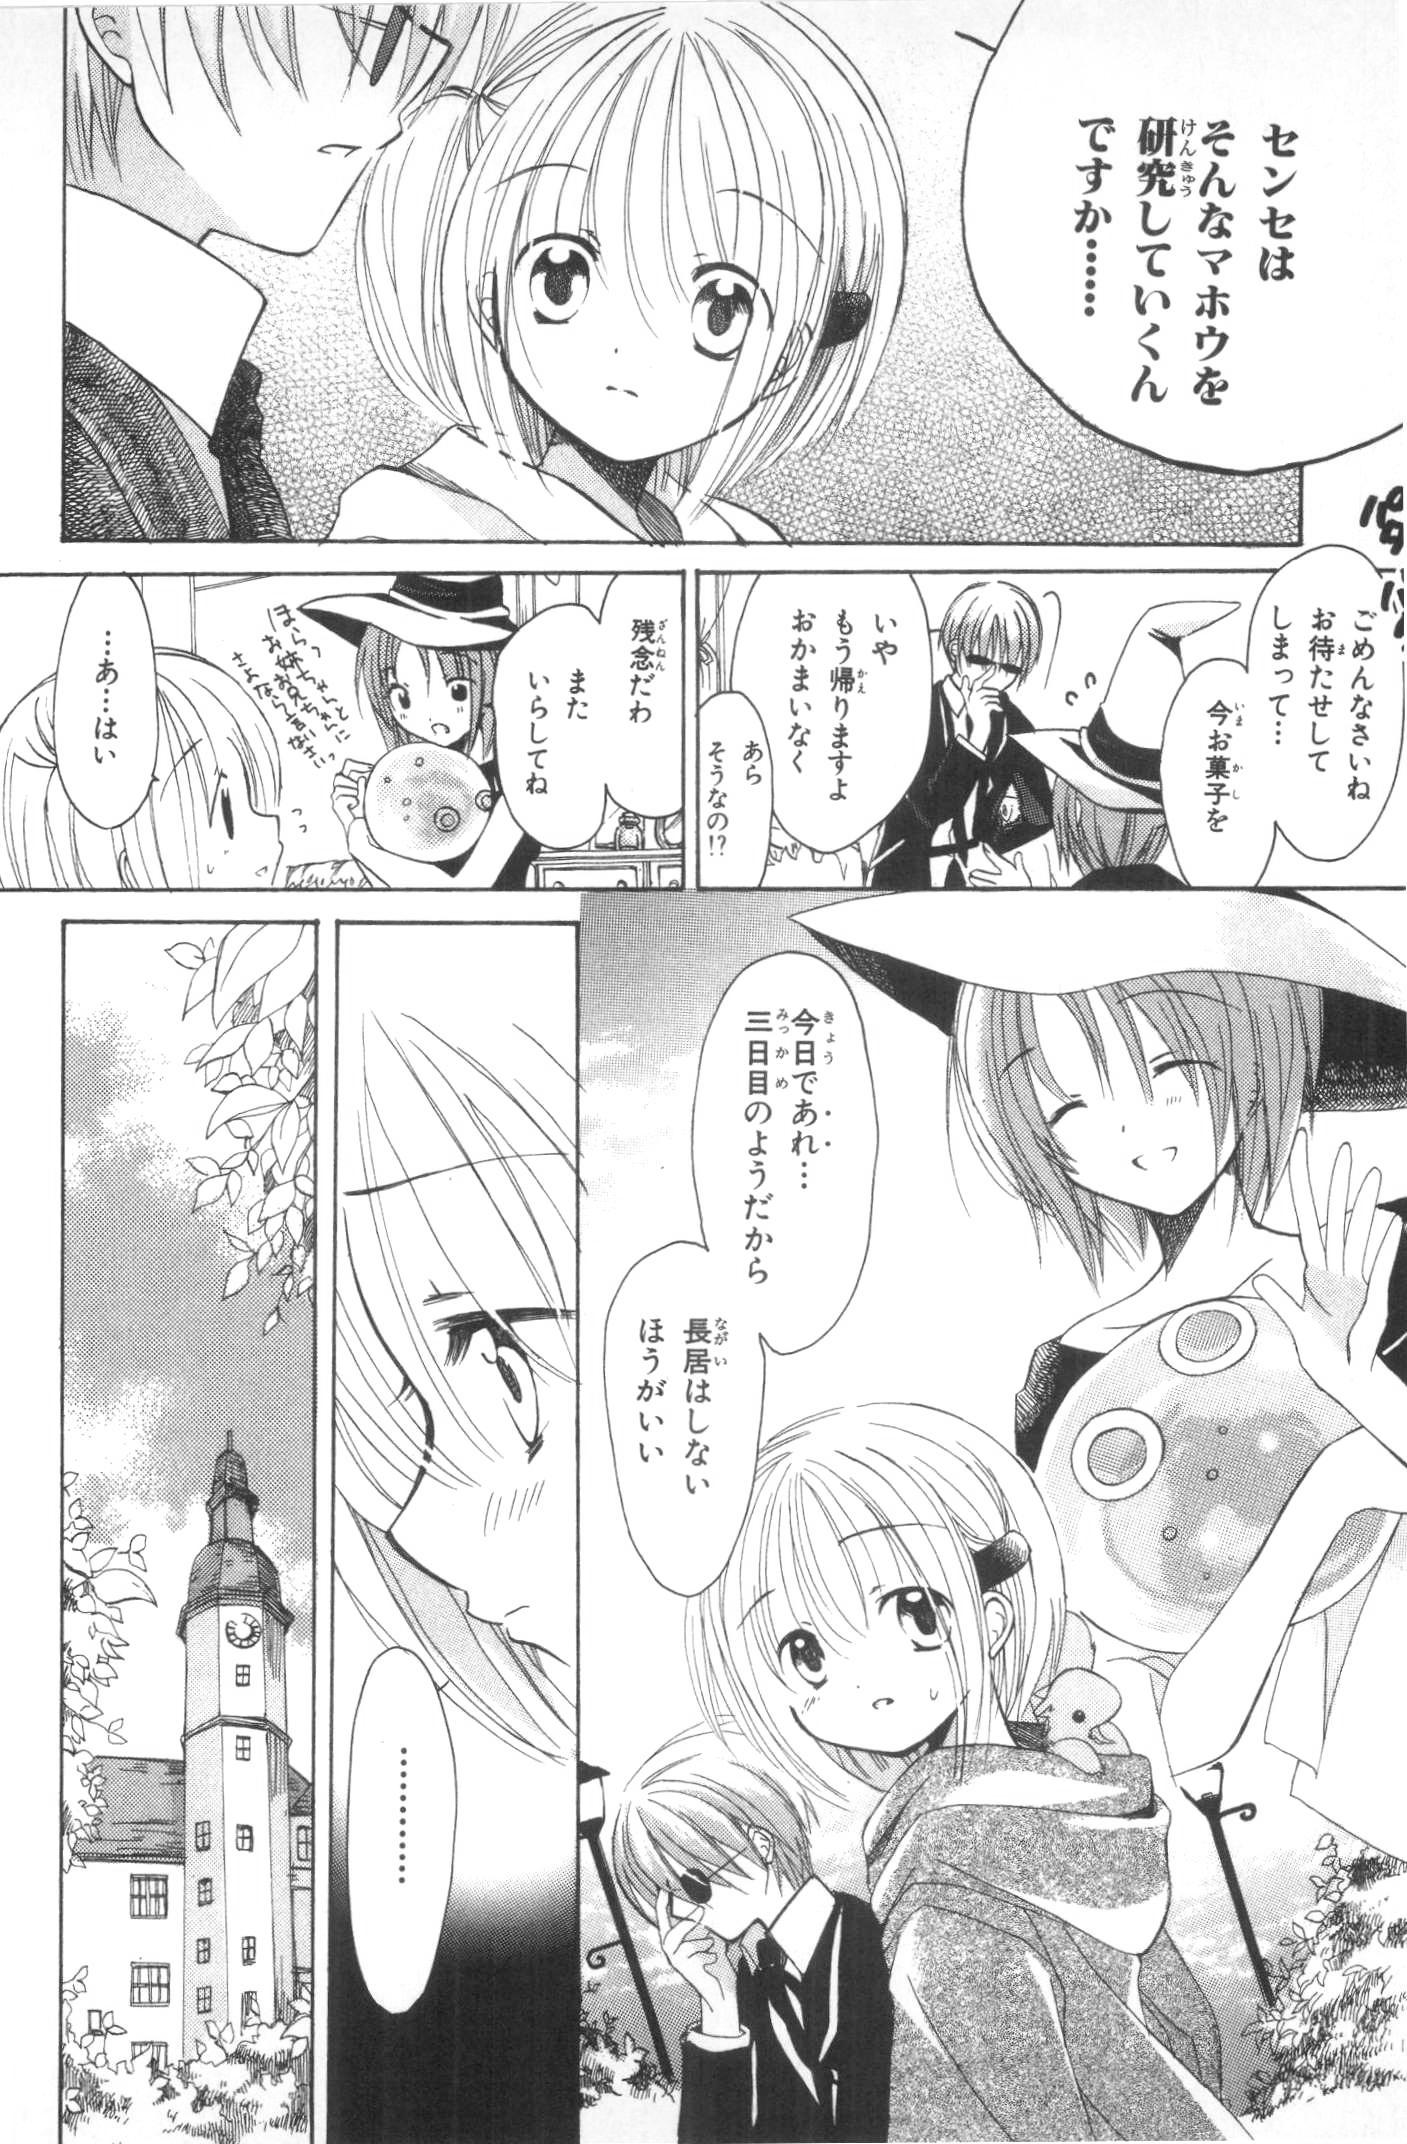 センセは
そんなマホウを
研究していくん
ですか……
ごめんなさいね
お待たせして
しまって…
今お菓子を
いや
もう帰りますよ
おかまいなく
あら
そうなの!?
残念だわ
また
いらしてね
ほらっ
お姉ちゃんと
お兄ちゃんに
さよなら言いなさいっ
…あ…はい
今日であれ…
三日目のようだから
長居はしない
ほうがいい
…………